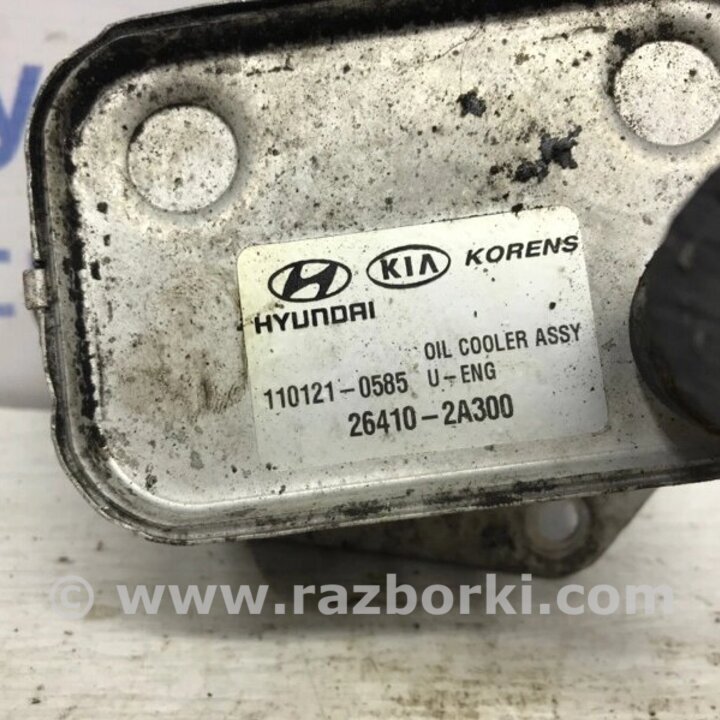 HYUNDAI KIA KORENS
OIL COOLER ASSY
110121-0585 U-ENG
26410-2A300
© www.razborki.com